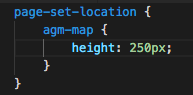 page-set-location {
    agm-map {
        height: 250px;
    }
}